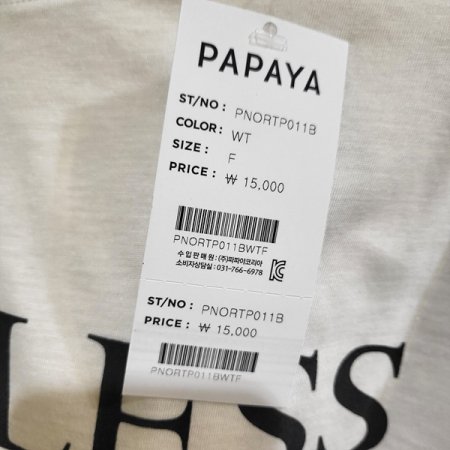 PAPAYA
ST/NO : PNORTP011B
COLOR: WT
SIZE : F
PRICE : ₩ 15.000
PNORTP011BWTF
수 입 판 매 원 : (주)파파야코리아
소비자상담실 : 031-766-6978
ST/NO : PNORTP011B
PRICE : ₩ 15.000
PNORTP011BWTF
LESS